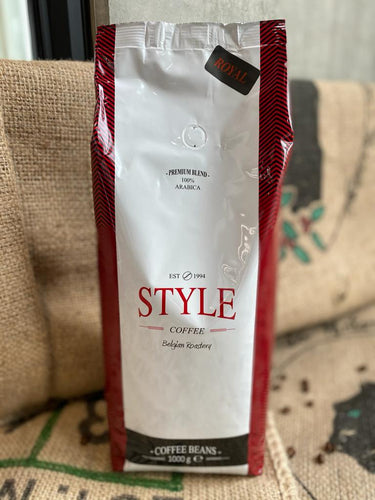 ROYAL
· PREMIUM BLEND ·
100%
ARABICA
EST 1994
STYLE
COFFEE
Belgian Roastery
· COFFEE BEANS ·
1000 g ℮